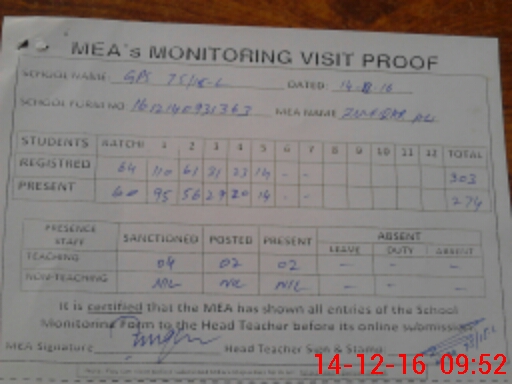 MEA's MONITORING VISIT PROOF
SCHOOL NAME: GPS 75/15-L DATED: 14- -16
SCHOOL FORM NO. 161214093 363 MEA NAME
STUDENTS KATCHI 1 2 3 4 5 6 7 8 9 10 11 12 TOTAL
REGISTRED 64 110 61 31 23 14 - - 303
PRESENT 60 95 56 29 20 14 - - 274
PRESENCE STAFF SANCTIONED POSTED PRESENT ABSENT
LEAVE DUTY ABSENT
TEACHING 04 02 02 - - -
NON-TEACHING NIL NIL NIL - - -
It is certified that the MEA has shown all entries of the School
Monitoring Form to the Head Teacher before its online submission
MEA Signature Head Teacher Sign & Stamp
14-12-16 09:52